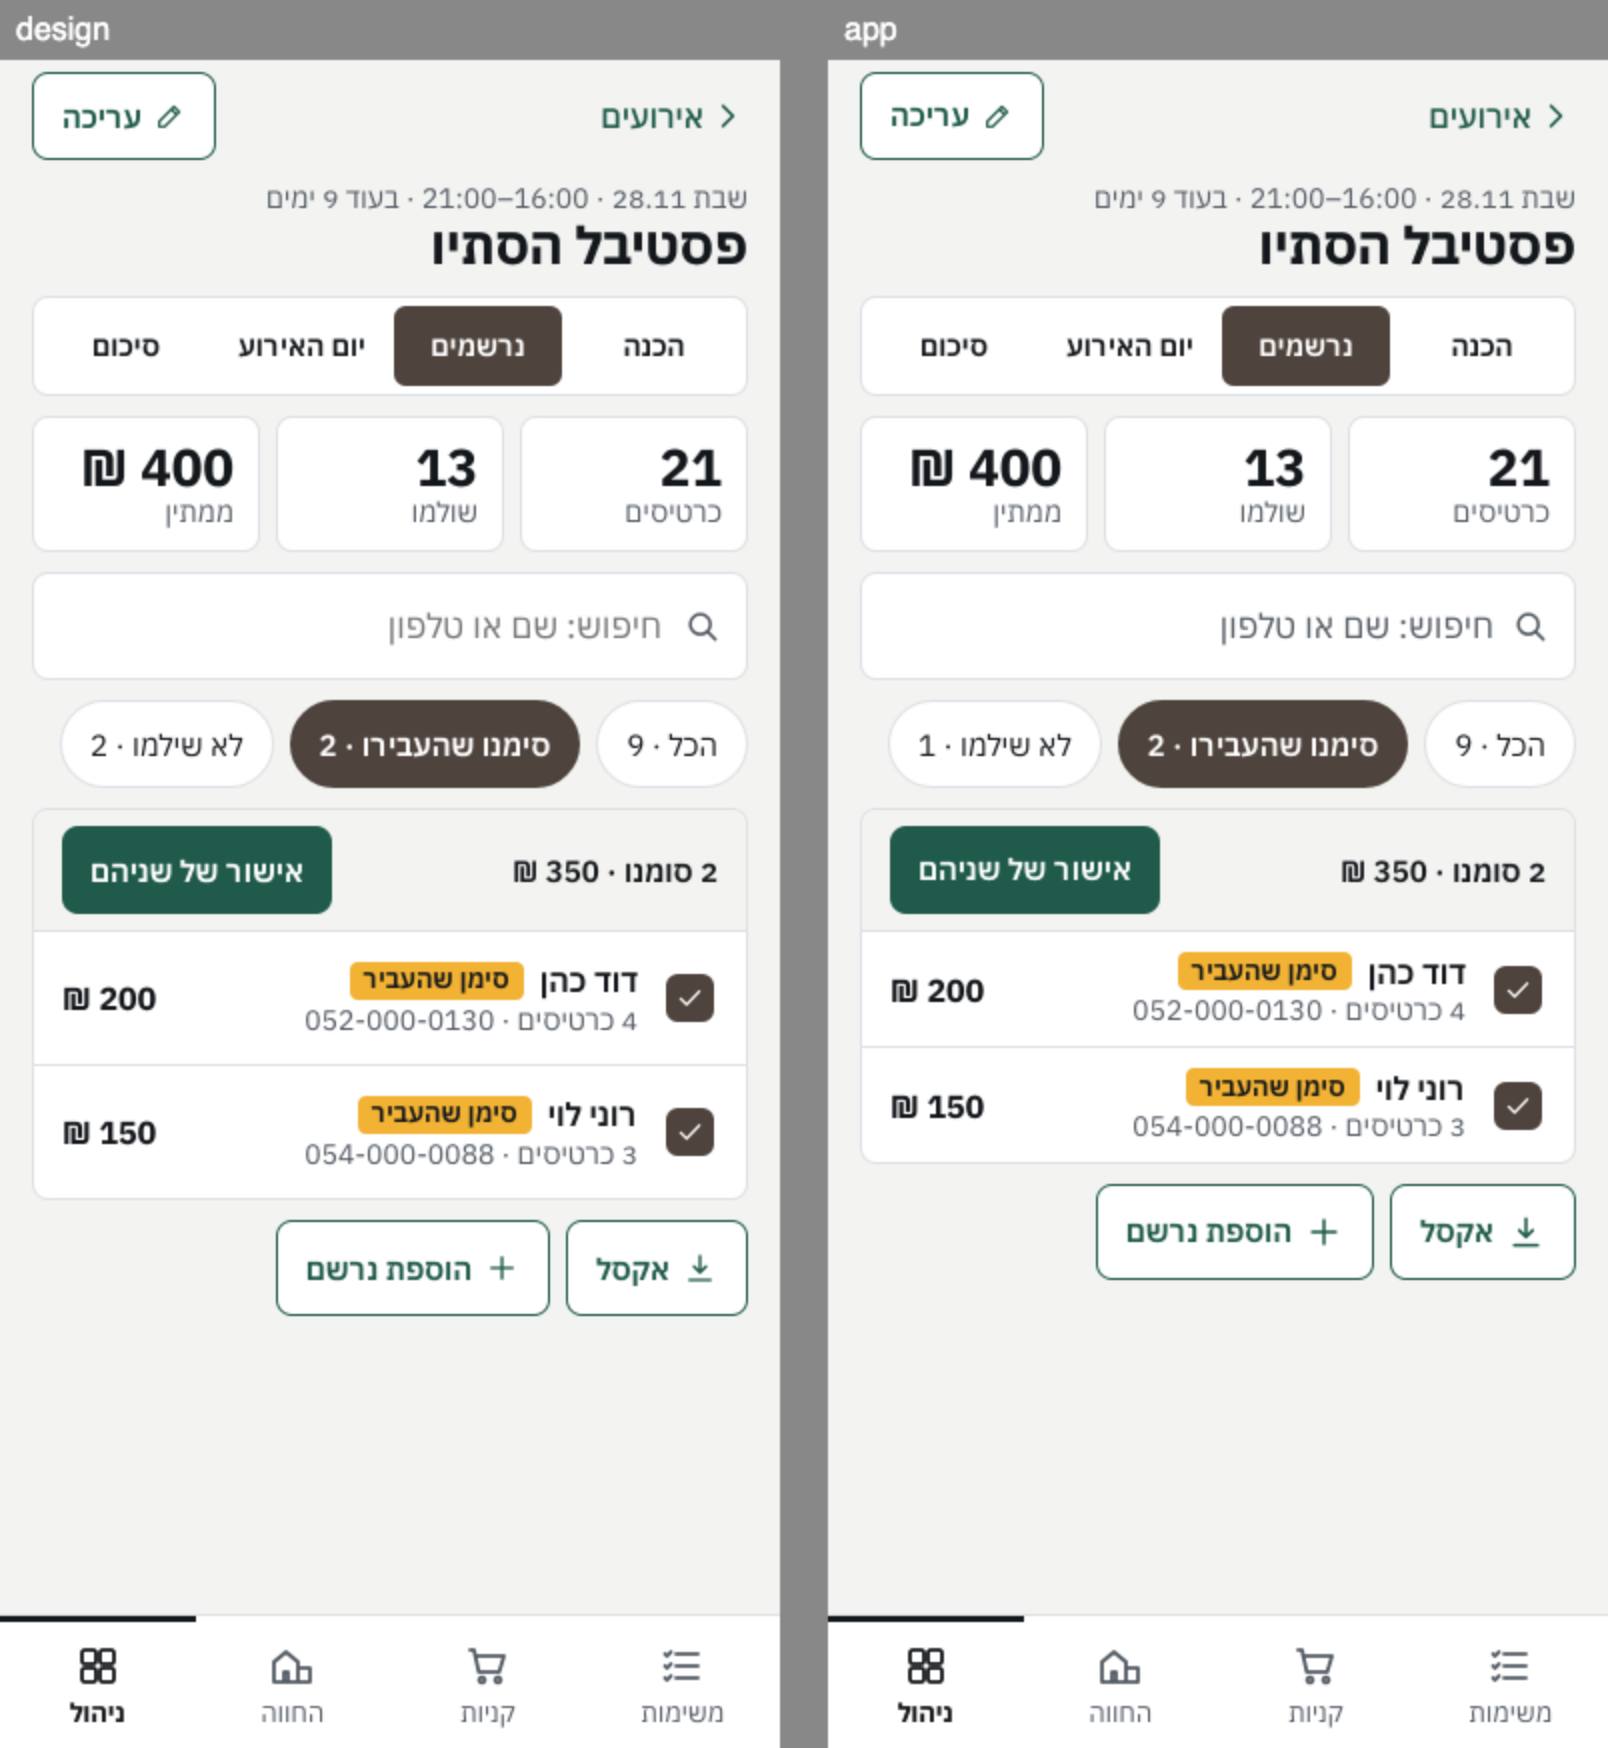 design
עריכה
אירועים
שבת 28.11 · 16:00–21:00 · בעוד 9 ימים
פסטיבל הסתיו
הכנה
נרשמים
יום האירוע
סיכום
21
כרטיסים
13
שולמו
400 ₪
ממתין
חיפוש: שם או טלפון
הכל · 9
סימנו שהעבירו · 2
לא שילמו · 2
2 סומנו · 350 ₪
אישור של שניהם
דוד כהן סימן שהעביר
4 כרטיסים · 052-000-0130
200 ₪
רוני לוי סימן שהעביר
3 כרטיסים · 054-000-0088
150 ₪
אקסל
הוספת נרשם
משימות
קניות
החווה
ניהול
app
עריכה
אירועים
שבת 28.11 · 16:00–21:00 · בעוד 9 ימים
פסטיבל הסתיו
הכנה
נרשמים
יום האירוע
סיכום
21
כרטיסים
13
שולמו
400 ₪
ממתין
חיפוש: שם או טלפון
הכל · 9
סימנו שהעבירו · 2
לא שילמו · 1
2 סומנו · 350 ₪
אישור של שניהם
דוד כהן סימן שהעביר
4 כרטיסים · 052-000-0130
200 ₪
רוני לוי סימן שהעביר
3 כרטיסים · 054-000-0088
150 ₪
אקסל
הוספת נרשם
משימות
קניות
החווה
ניהול